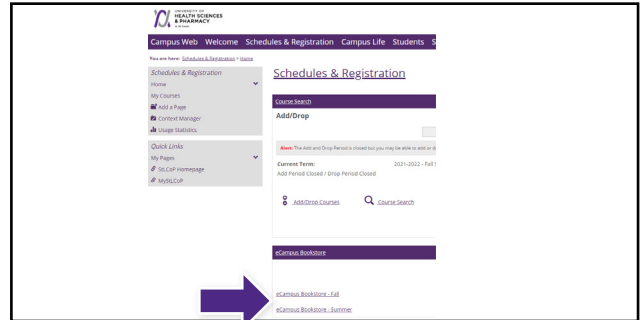 UNIVERSITY OF
HEALTH SCIENCES
& PHARMACY
Campus Web Welcome Schedules & Registration Campus Life Students S
You are here: Schedules & Registration > Home
Schedules & Registration
Home
My Courses
Add a Page
Context Manager
Usage Statistics
Quick Links
My Pages
StLCoP Homepage
MyStLCoP
Schedules & Registration
Course Search
Add/Drop
Alert: The Add and Drop Period is closed but you may be able to add or d
Current Term: 2021-2022 - Fall
Add Period Closed / Drop Period Closed
Add/Drop Courses Course Search
eCampus Bookstore
eCampus Bookstore - Fall
eCampus Bookstore - Summer